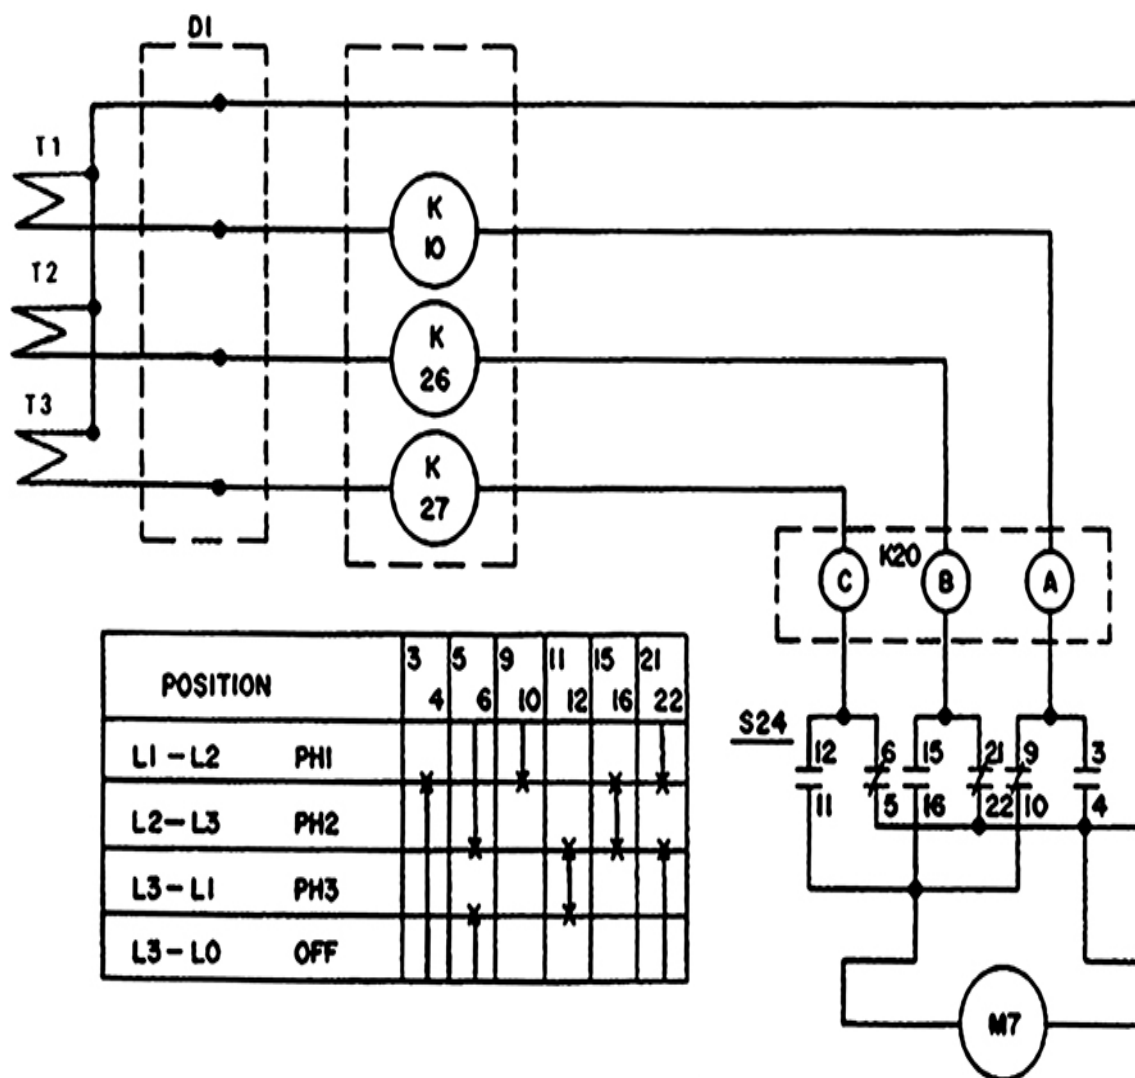 D1
T1
K
10
T2
K
26
T3
K
27
K20
C
B
A
POSITION
3 5 9 11 15 21
4 6 10 12 16 22
L1-L2 PH1
L2-L3 PH2
L3-L1 PH3
L3-L0 OFF
S24
12 6 15 21 9 3
11 5 16 22 10 4
M7